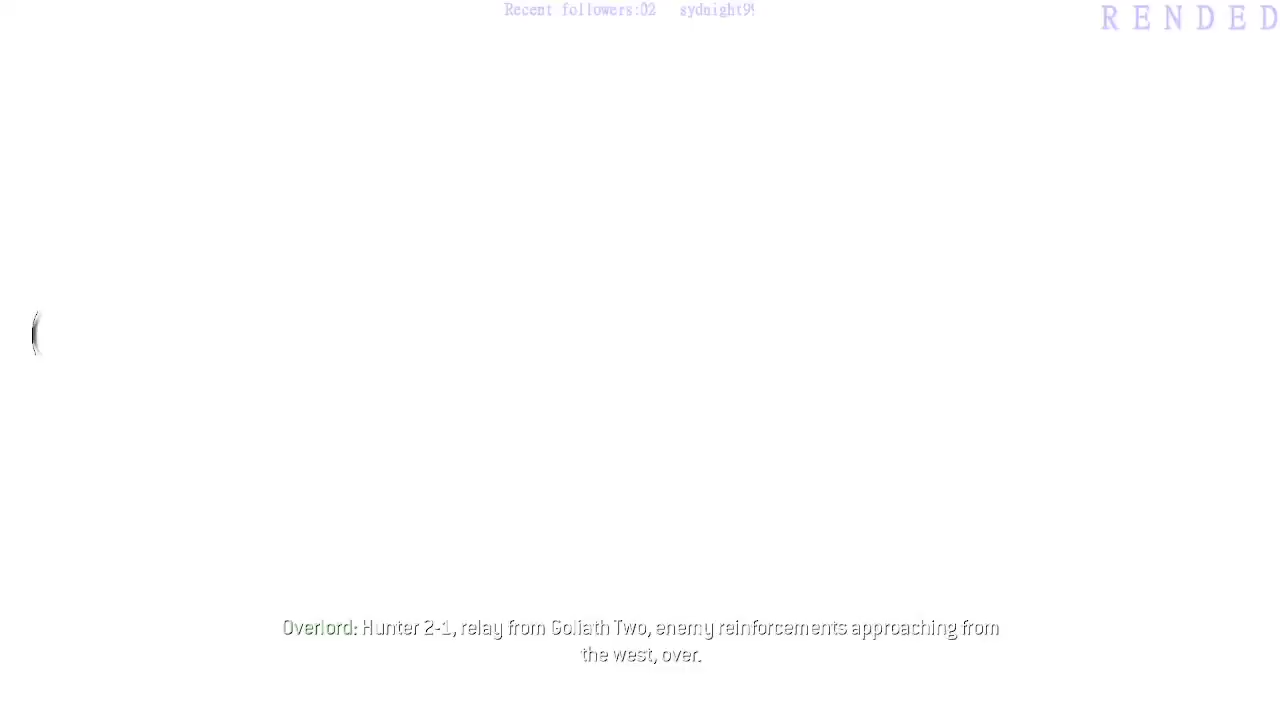 Recent followers:02 sydnight9!
RENDED
Overlord: Hunter 2-1, relay from Goliath Two, enemy reinforcements approaching from
the west, over.